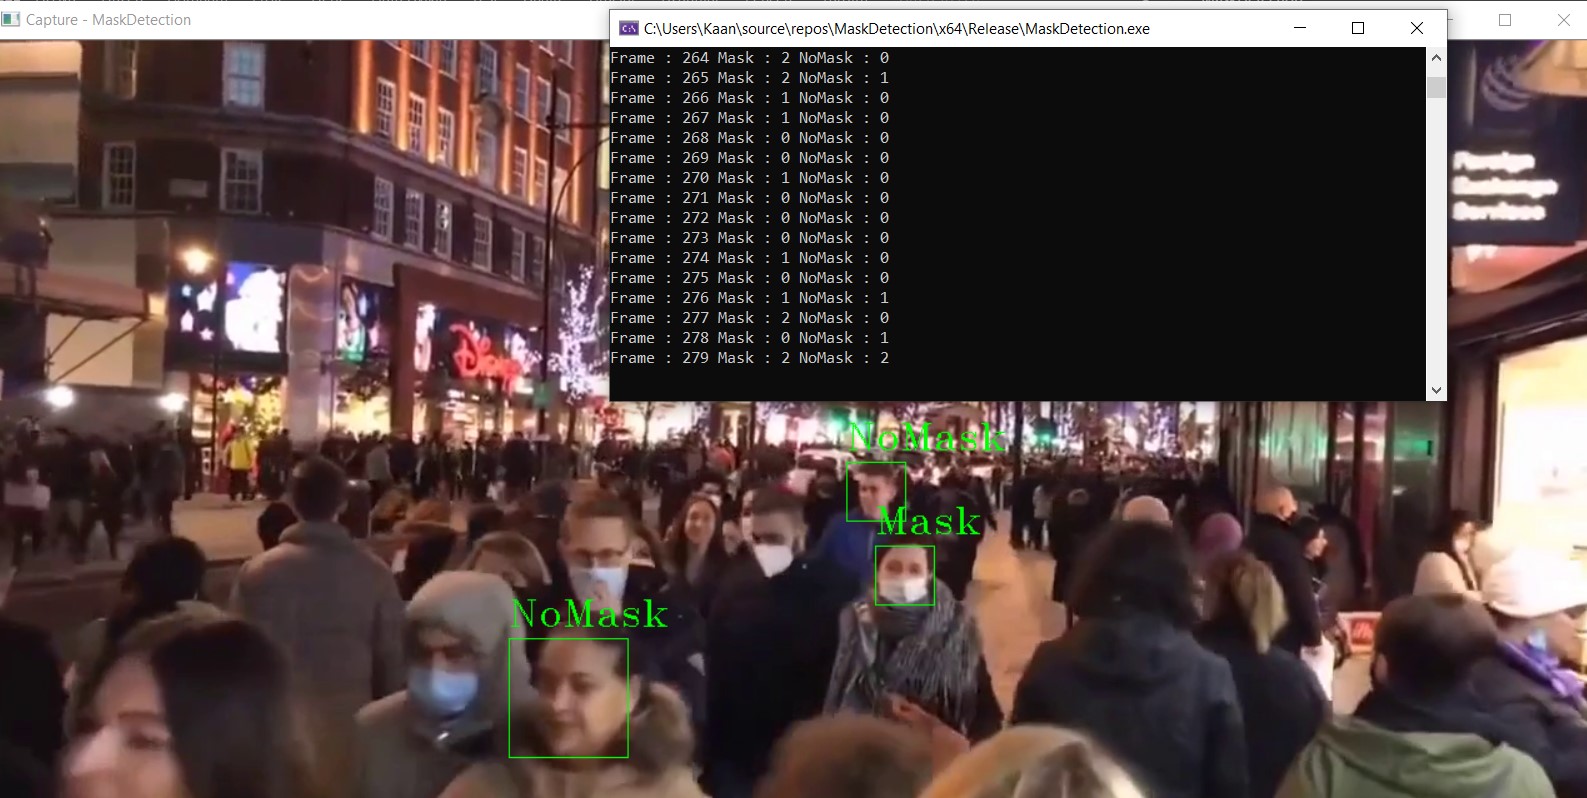 Capture - MaskDetection
C:\Users\Kaan\source\repos\MaskDetection\x64\Release\MaskDetection.exe
Frame : 264 Mask : 2 NoMask : 0
Frame : 265 Mask : 2 NoMask : 1
Frame : 266 Mask : 1 NoMask : 0
Frame : 267 Mask : 1 NoMask : 0
Frame : 268 Mask : 0 NoMask : 0
Frame : 269 Mask : 0 NoMask : 0
Frame : 270 Mask : 1 NoMask : 0
Frame : 271 Mask : 0 NoMask : 0
Frame : 272 Mask : 0 NoMask : 0
Frame : 273 Mask : 0 NoMask : 0
Frame : 274 Mask : 1 NoMask : 0
Frame : 275 Mask : 0 NoMask : 0
Frame : 276 Mask : 1 NoMask : 1
Frame : 277 Mask : 2 NoMask : 0
Frame : 278 Mask : 0 NoMask : 1
Frame : 279 Mask : 2 NoMask : 2
Foreign
Exchange
Services
Disney
NoMask
Mask
NoMask